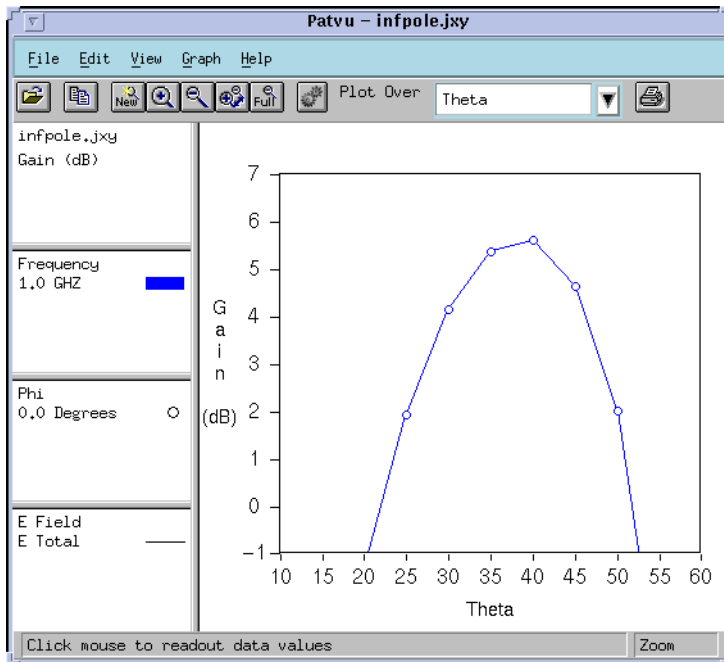 Patvu – infpole.jxy
File Edit View Graph Help
New Full Plot Over Theta
infpole.jxy
Gain (dB)
Frequency
1.0 GHZ
Phi
0.0 Degrees
E Field
E Total
7
6
5
4
3
2
1
0
−1
Gain
(dB)
10 15 20 25 30 35 40 45 50 55 60
Theta
Click mouse to readout data values
Zoom